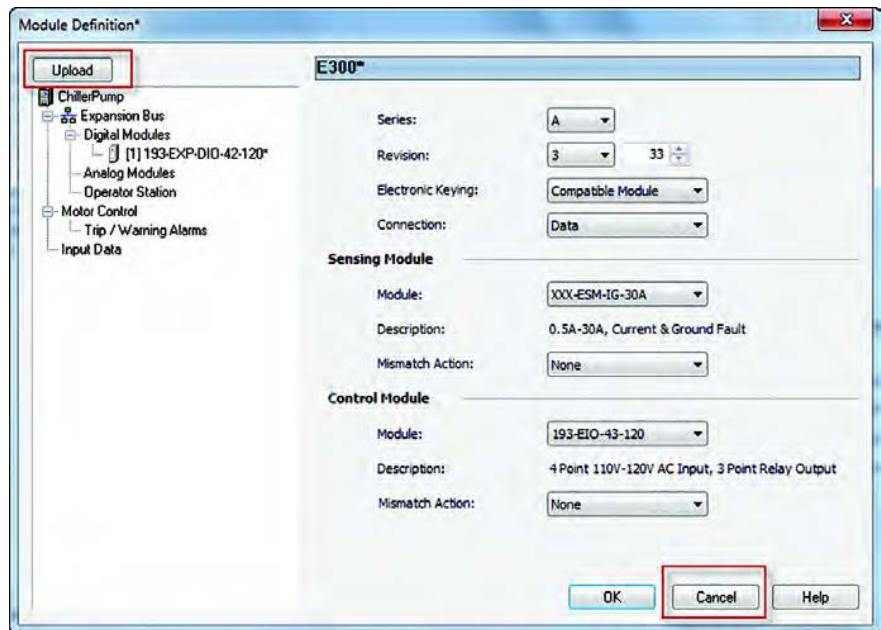 Module Definition*
Upload
E300*
ChillerPump
Expansion Bus
Digital Modules
[1] 193-EXP-DIO-42-120*
Analog Modules
Operator Station
Motor Control
Trip / Warning Alarms
Input Data
Series: A
Revision: 3 33
Electronic Keying: Compatible Module
Connection: Data
Sensing Module
Module: XXX-ESM-IG-30A
Description: 0.5A-30A, Current & Ground Fault
Mismatch Action: None
Control Module
Module: 193-EIO-43-120
Description: 4 Point 110V-120V AC Input, 3 Point Relay Output
Mismatch Action: None
OK Cancel Help